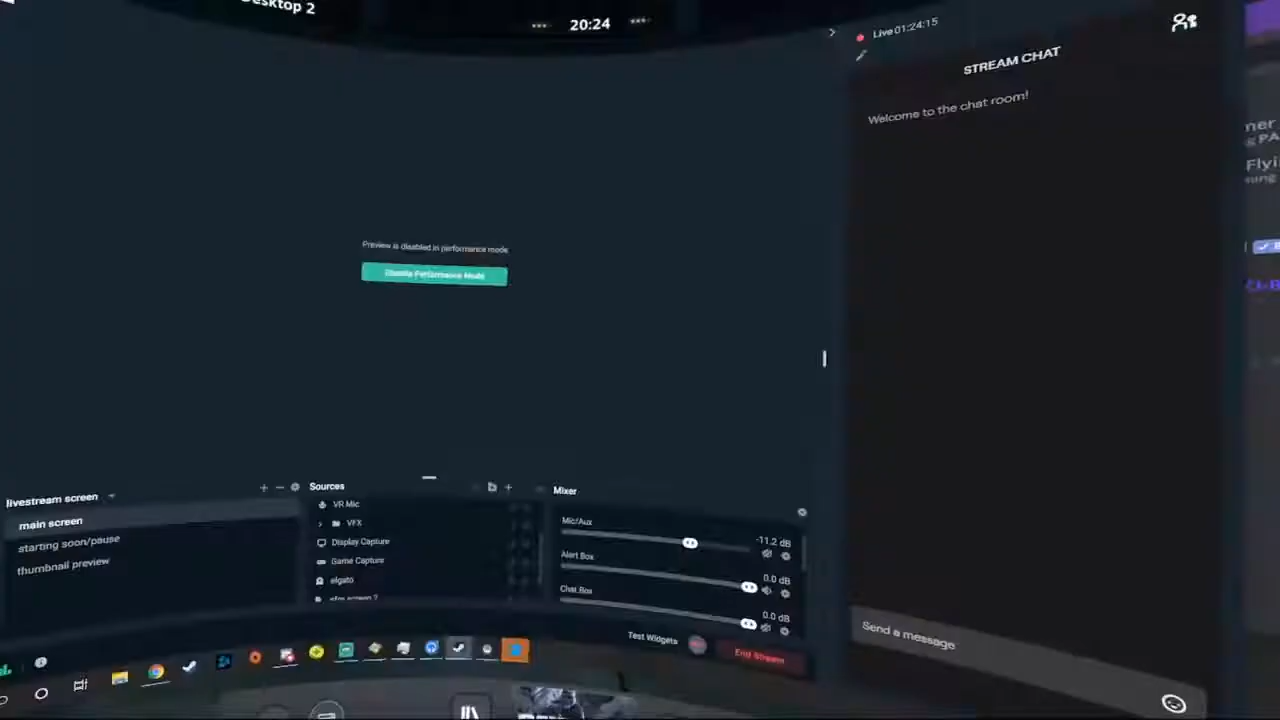 Desktop 2
20:24
Live 01:24:15
STREAM CHAT
Welcome to the chat room!
Preview is disabled in performance mode
Disable Performance Mode
livestream screen
main screen
starting soon/pause
thumbnail preview
Sources
VR Mic
VFX
Display Capture
Game Capture
elgato
Mixer
Mic/Aux
-11.2 dB
Alert Box
0.0 dB
Chat Box
0.0 dB
Test Widgets
End Stream
Send a message